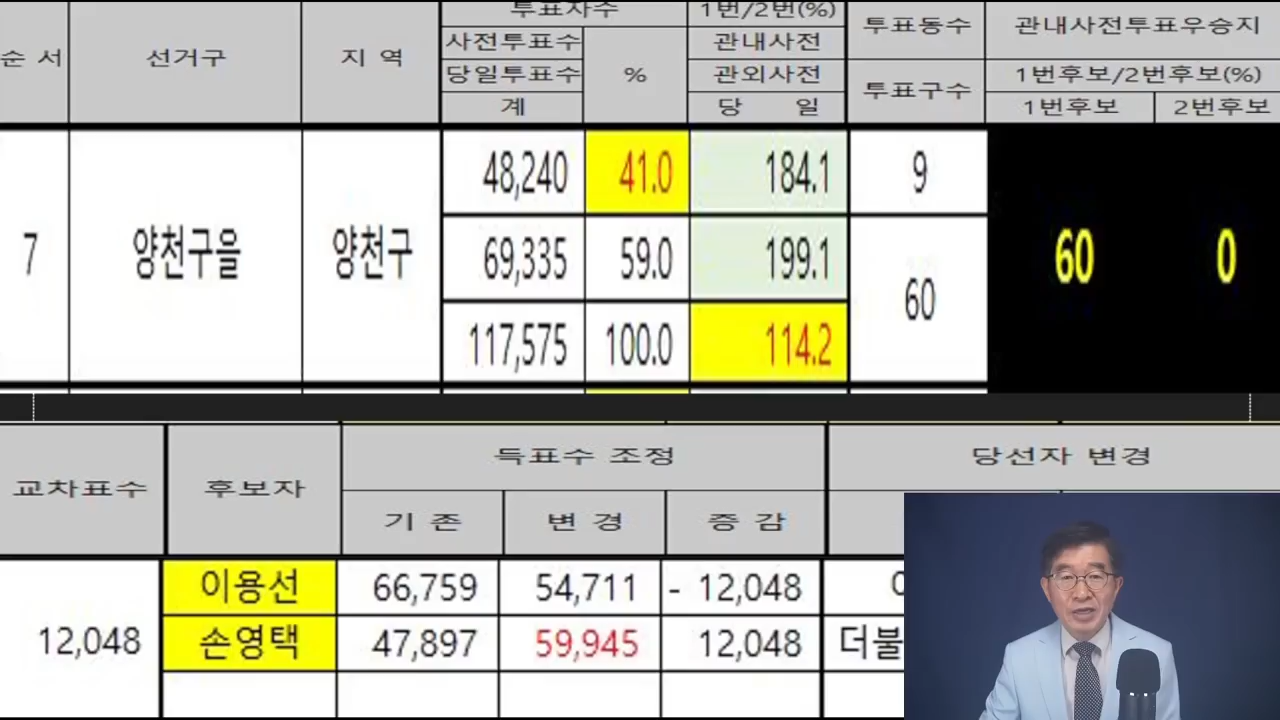 순 서 선거구 지 역 투표자수 1번/2번(%) 투표동수 관내사전투표우승지
사전투표수 % 관내사전
당일투표수 관외사전 투표구수 1번후보/2번후보(%)
계 당 일 1번후보 2번후보
7 양천구을 양천구 48,240 41.0 184.1 9 60 0
69,335 59.0 199.1 60
117,575 100.0 114.2
교차표수 후보자 득표수 조정 당선자 변경
기 존 변 경 증 감
12,048 이용선 66,759 54,711 - 12,048
손영택 47,897 59,945 12,048 더불